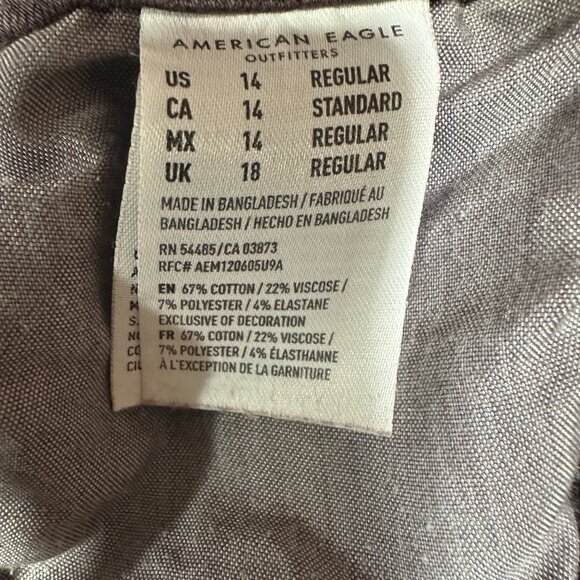 AMERICAN EAGLE
OUTFITTERS
US 14 REGULAR
CA 14 STANDARD
MX 14 REGULAR
UK 18 REGULAR
MADE IN BANGLADESH / FABRIQUÉ AU
BANGLADESH / HECHO EN BANGLADESH
RN 54485/CA 03873
RFC# AEM120605U9A
EN 67% COTTON / 22% VISCOSE /
7% POLYESTER / 4% ELASTANE
EXCLUSIVE OF DECORATION
FR 67% COTON / 22% VISCOSE /
7% POLYESTER / 4% ÉLASTHANNE
À L'EXCEPTION DE LA GARNITURE